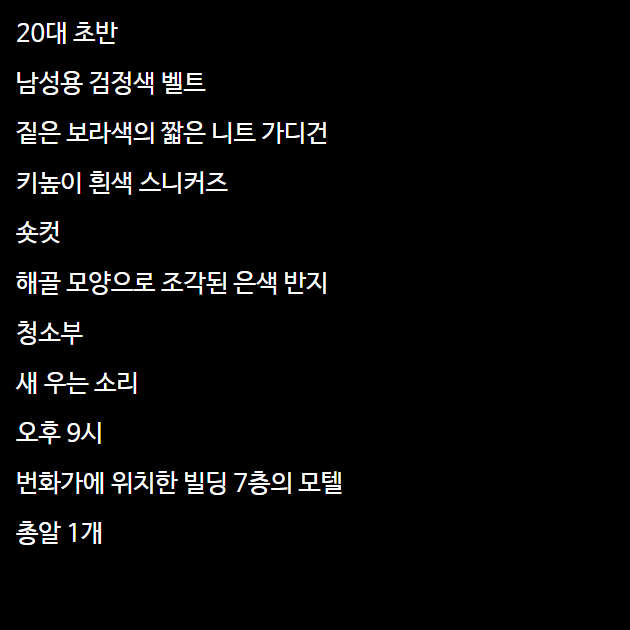 20대 초반
남성용 검정색 벨트
짙은 보라색의 짧은 니트 가디건
키높이 흰색 스니커즈
숏컷
해골 모양으로 조각된 은색 반지
청소부
새 우는 소리
오후 9시
번화가에 위치한 빌딩 7층의 모텔
총알 1개